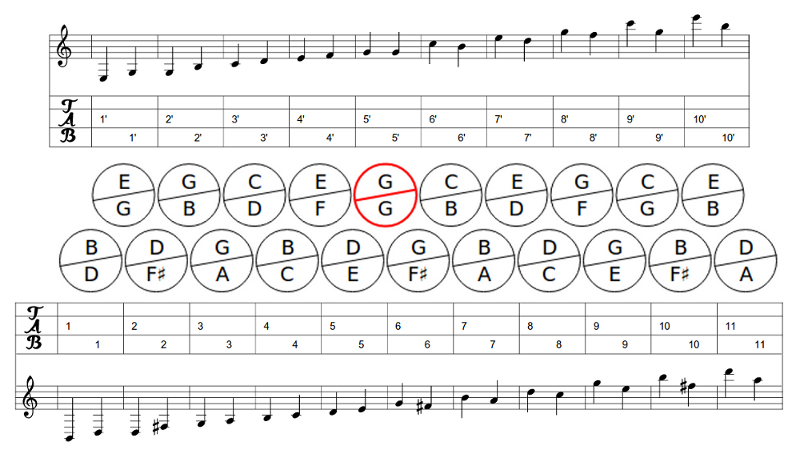 T
A
B
1' 2' 3' 4' 5' 6' 7' 8' 9' 10'
1' 2' 3' 4' 5' 6' 7' 8' 9' 10'
E G C E G C E G C E
G B D F G B D F G B
B D G B D G B D G B D
D F♯ A C E F♯ A C E F♯ A
T
A
B
1 2 3 4 5 6 7 8 9 10 11
1 2 3 4 5 6 7 8 9 10 11